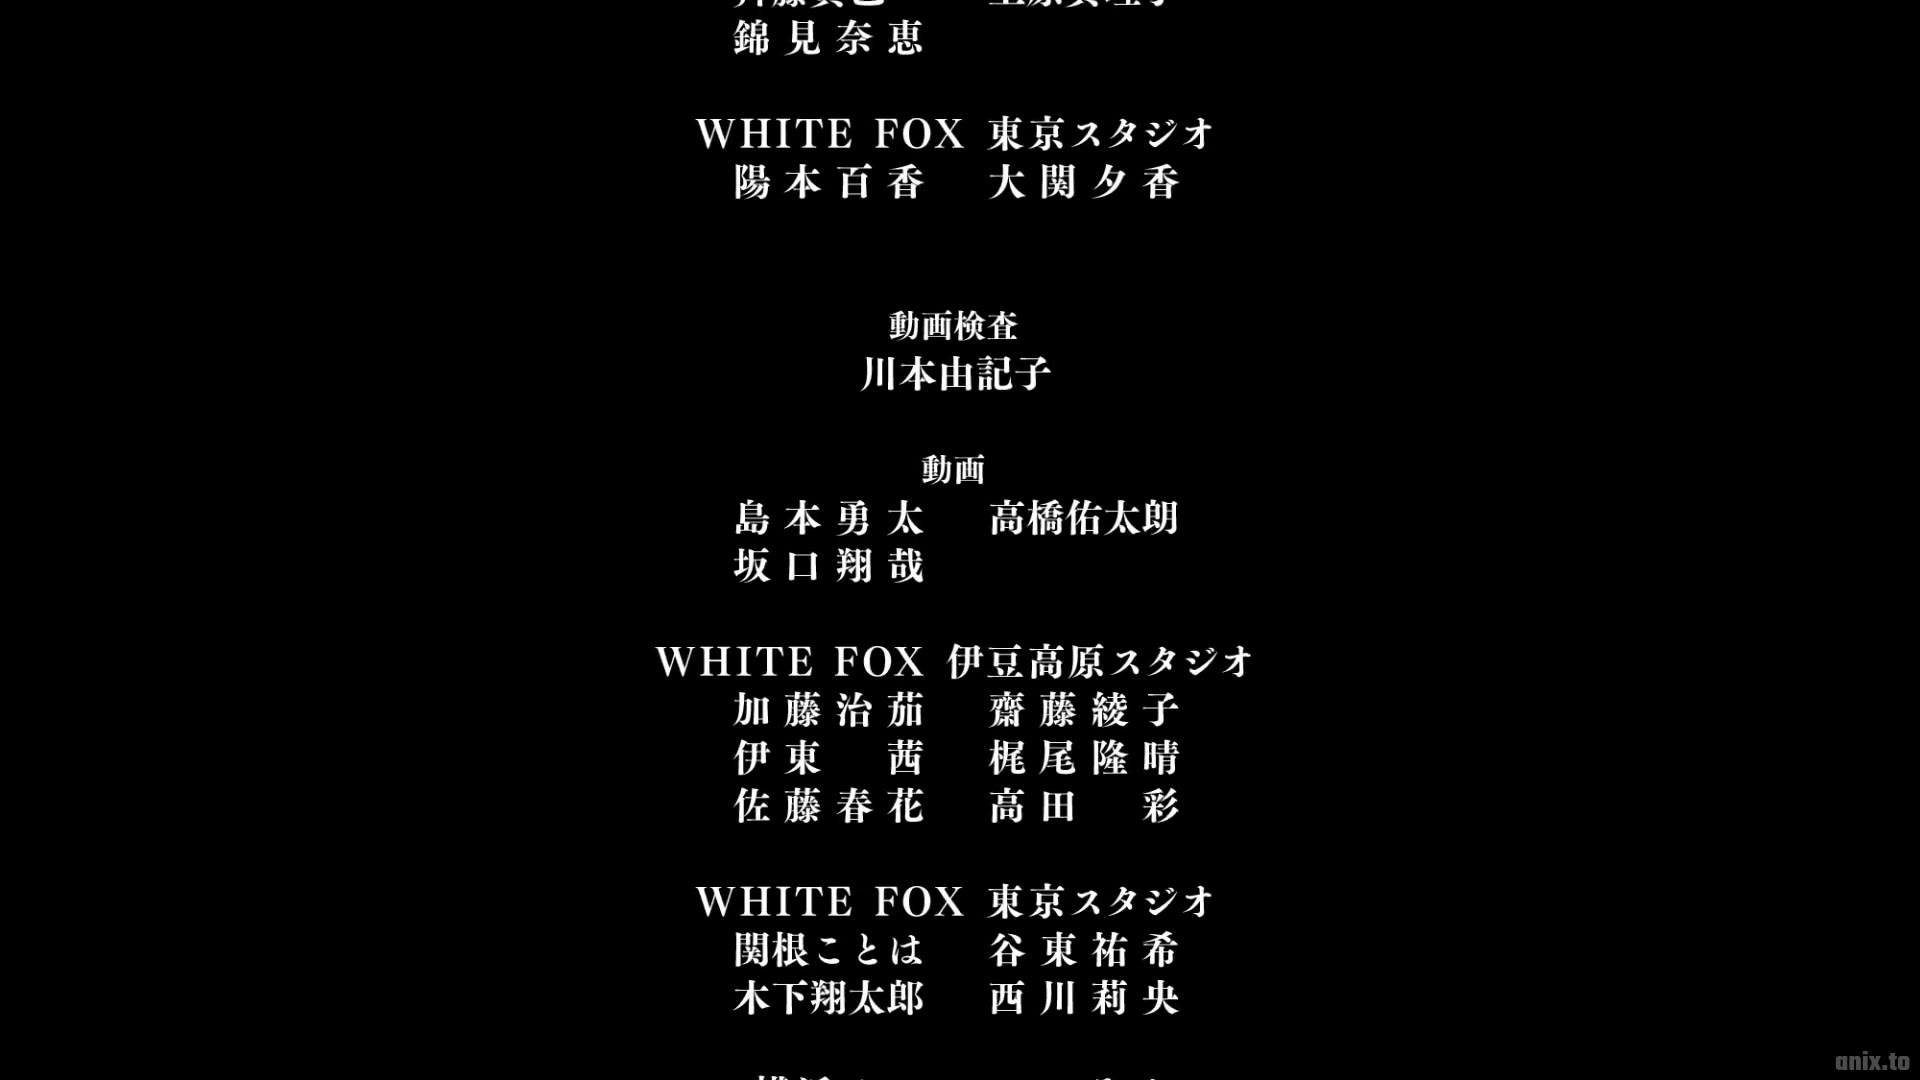 錦見奈恵
WHITE FOX 東京スタジオ
陽本百香 大関夕香
動画検査
川本由記子
動画
島本勇太 高橋佑太朗
坂口翔哉
WHITE FOX 伊豆高原スタジオ
加藤治茄 齋藤綾子
伊東 茜 梶尾隆晴
佐藤春花 高田 彩
WHITE FOX 東京スタジオ
関根ことは 谷東祐希
木下翔太郎 西川莉央
anix.to